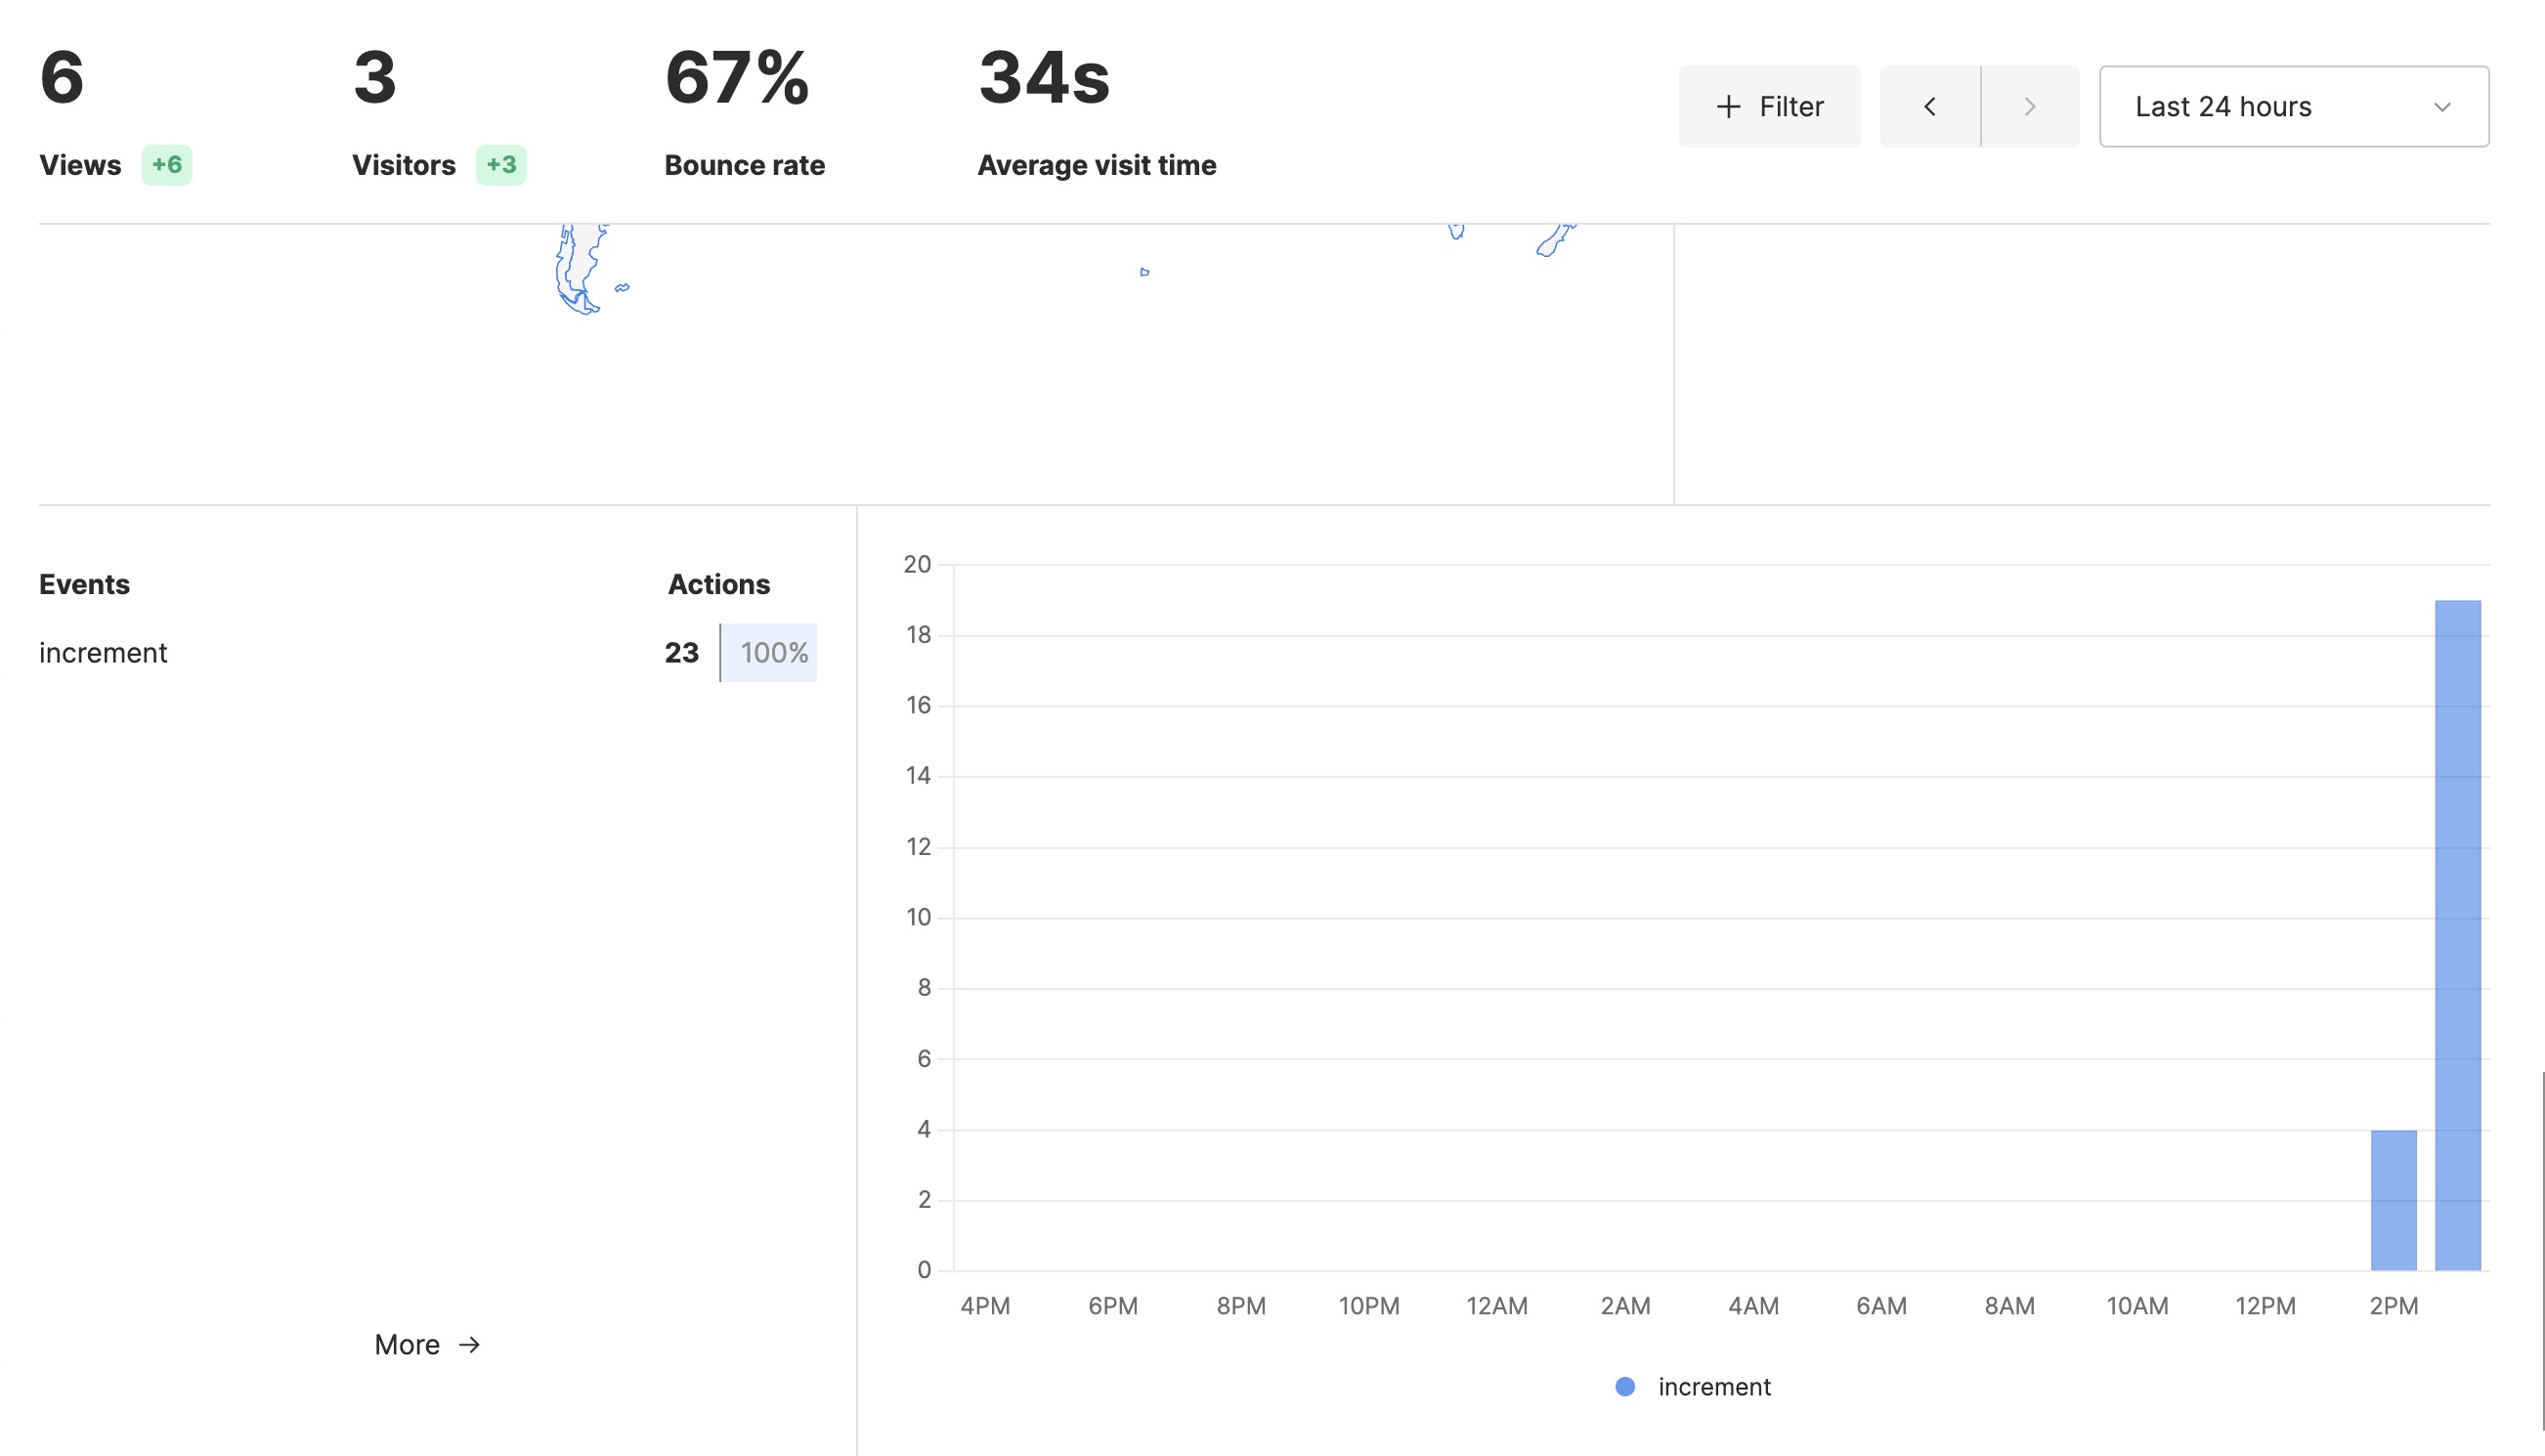 6 3 67% 34s
+ Filter Last 24 hours
Views +6 Visitors +3 Bounce rate Average visit time
Events Actions
increment 23 100%
More →
20
18
16
14
12
10
8
6
4
2
0
4PM 6PM 8PM 10PM 12AM 2AM 4AM 6AM 8AM 10AM 12PM 2PM
increment